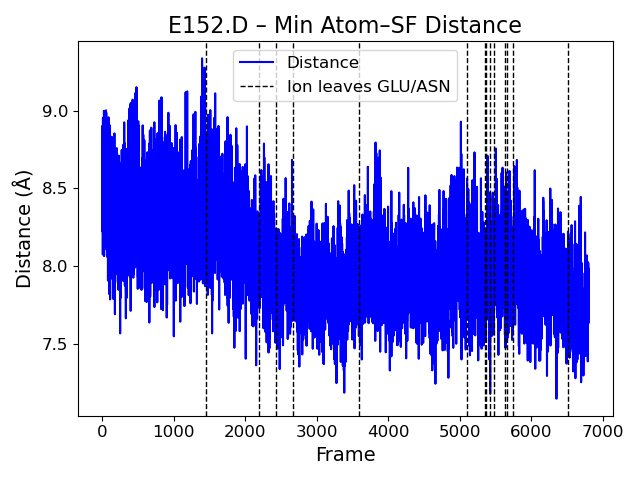 E152.D – Min Atom–SF Distance
Distance
Ion leaves GLU/ASN
Distance (Å)
9.0
8.5
8.0
7.5
0 1000 2000 3000 4000 5000 6000 7000
Frame